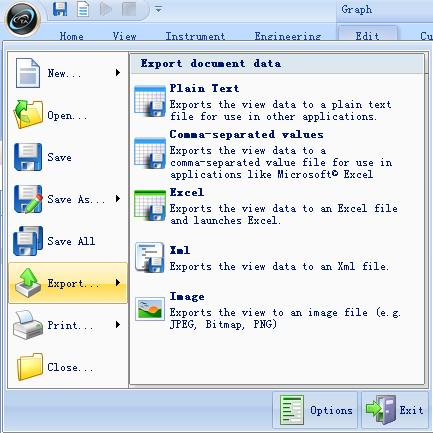 Graph
Home View Instrument Engineering Edit Cu
New...
Open...
Save
Save As...
Save All
Export...
Print...
Close...
Export document data
Plain Text
Exports the view data to a plain text
file for use in other applications.
Comma-separated values
Exports the view data to a
comma-separated value file for use in
applications like Microsoft© Excel
Excel
Exports the view data to an Excel file
and launches Excel.
Xml
Exports the view data to an Xml file.
Image
Exports the view to an image file (e.g.
JPEG, Bitmap, PNG)
Options Exit